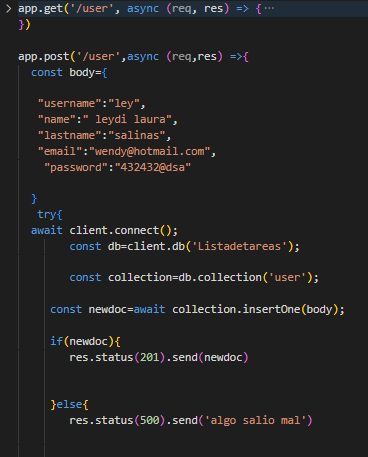 app.get('/user', async (req, res) => {···
})
app.post('/user',async (req,res) =>{
const body={
"username":"ley",
"name":" leydi laura",
"lastname":"salinas",
"email":"wendy@hotmail.com",
"password":"432432@dsa"
}
try{
await client.connect();
const db=client.db('Listadetareas');
const collection=db.collection('user');
const newdoc=await collection.insertOne(body);
if(newdoc){
res.status(201).send(newdoc)
}else{
res.status(500).send('algo salio mal')